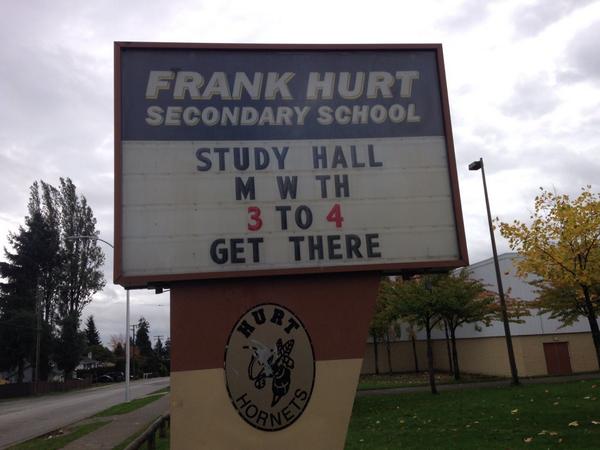 FRANK HURT
SECONDARY SCHOOL
STUDY HALL
M W TH
3 TO 4
GET THERE
HURT
HORNETS